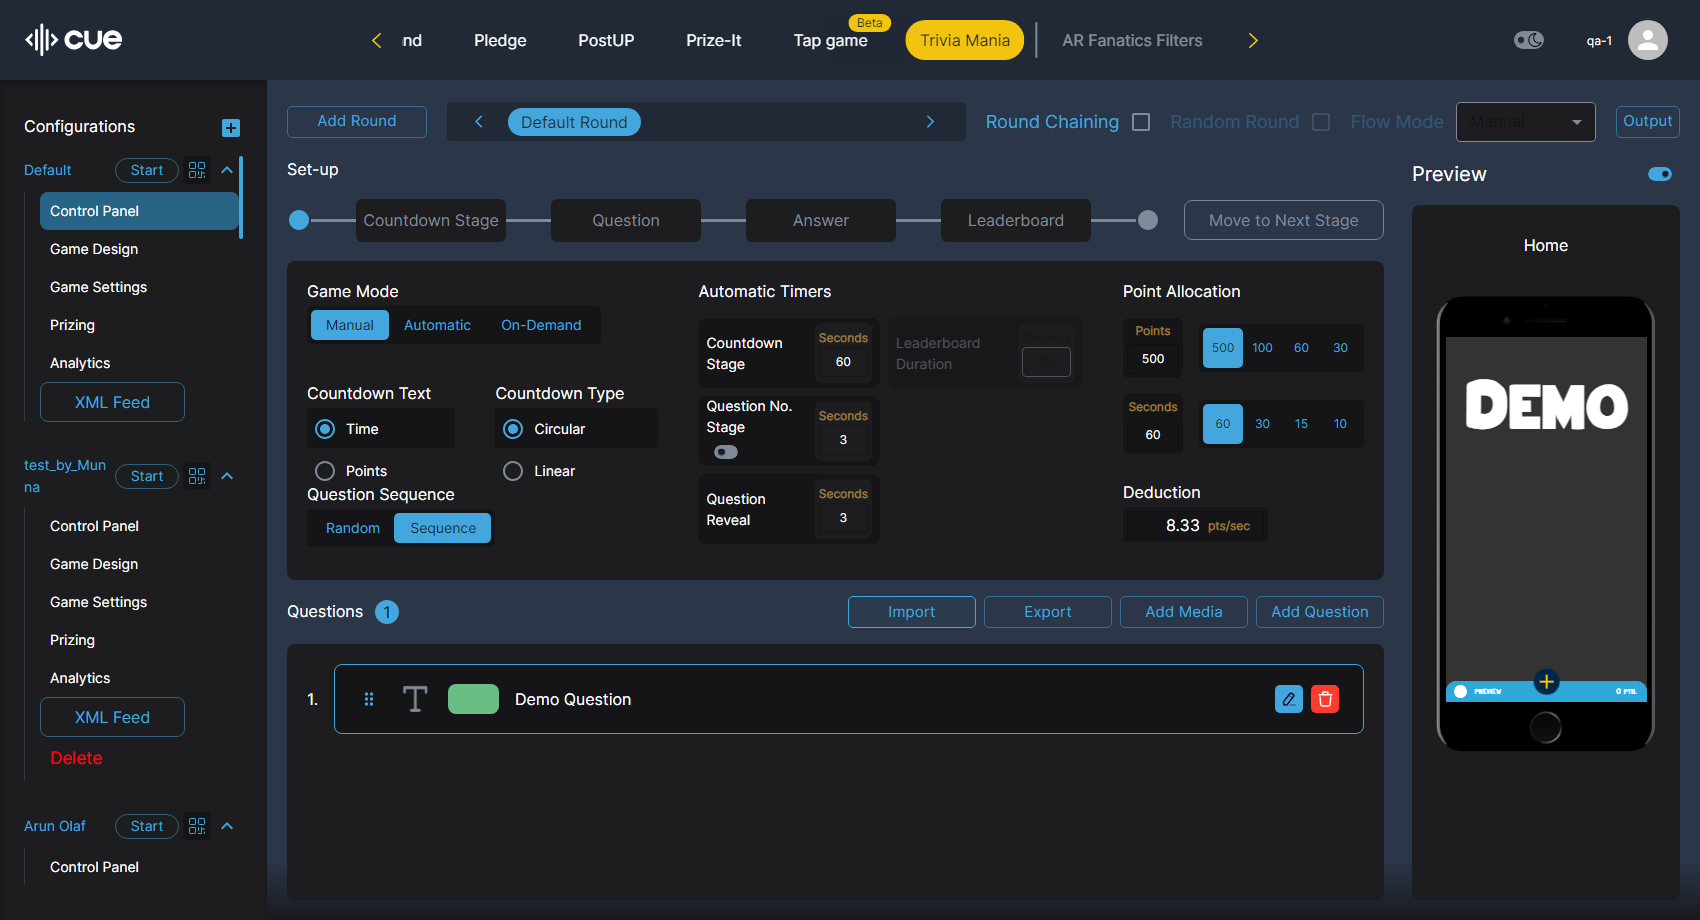 cue
nd
Pledge
PostUP
Prize-It
Beta
Tap game
Trivia Mania
AR Fanatics Filters
qa-1
Configurations
Default
Start
Control Panel
Game Design
Game Settings
Prizing
Analytics
XML Feed
test_by_Mun
na
Start
Control Panel
Game Design
Game Settings
Prizing
Analytics
XML Feed
Delete
Arun Olaf
Start
Control Panel
Add Round
Default Round
Round Chaining
Random Round
Flow Mode
Manual
Output
Set-up
Countdown Stage
Question
Answer
Leaderboard
Move to Next Stage
Game Mode
Manual
Automatic
On-Demand
Countdown Text
Time
Points
Countdown Type
Circular
Linear
Question Sequence
Random
Sequence
Automatic Timers
Countdown
Stage
Seconds
60
Leaderboard
Duration
Question No.
Stage
Seconds
3
Question
Reveal
Seconds
3
Point Allocation
Points
500
500
100
60
30
Seconds
60
60
30
15
10
Deduction
8.33 pts/sec
Questions 1
Import
Export
Add Media
Add Question
1.
T
Demo Question
Preview
Home
DEMO
PREVIEW
0 PTS.